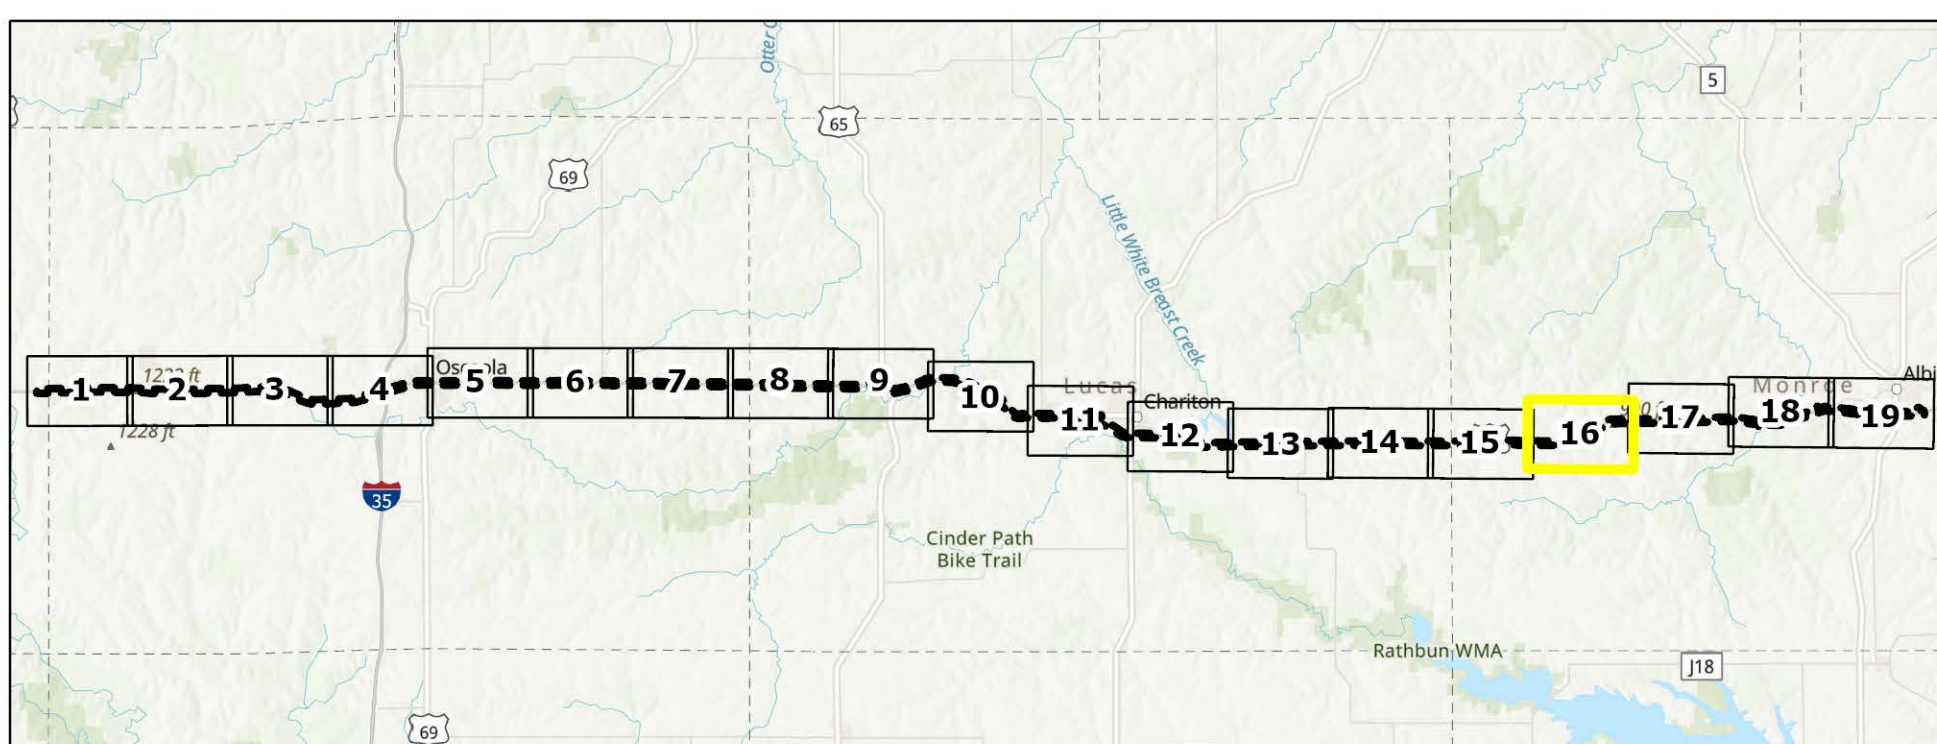 Otter C
5
65
69
Little White Breast Creek
Osceola
Albi
Lucas
Monroe
Chariton
1 2 3 4 5 6 7 8 9 10 11 12 13 14 15 16 17 18 19
1228 ft
35
Cinder Path
Bike Trail
Rathbun WMA
J18
69